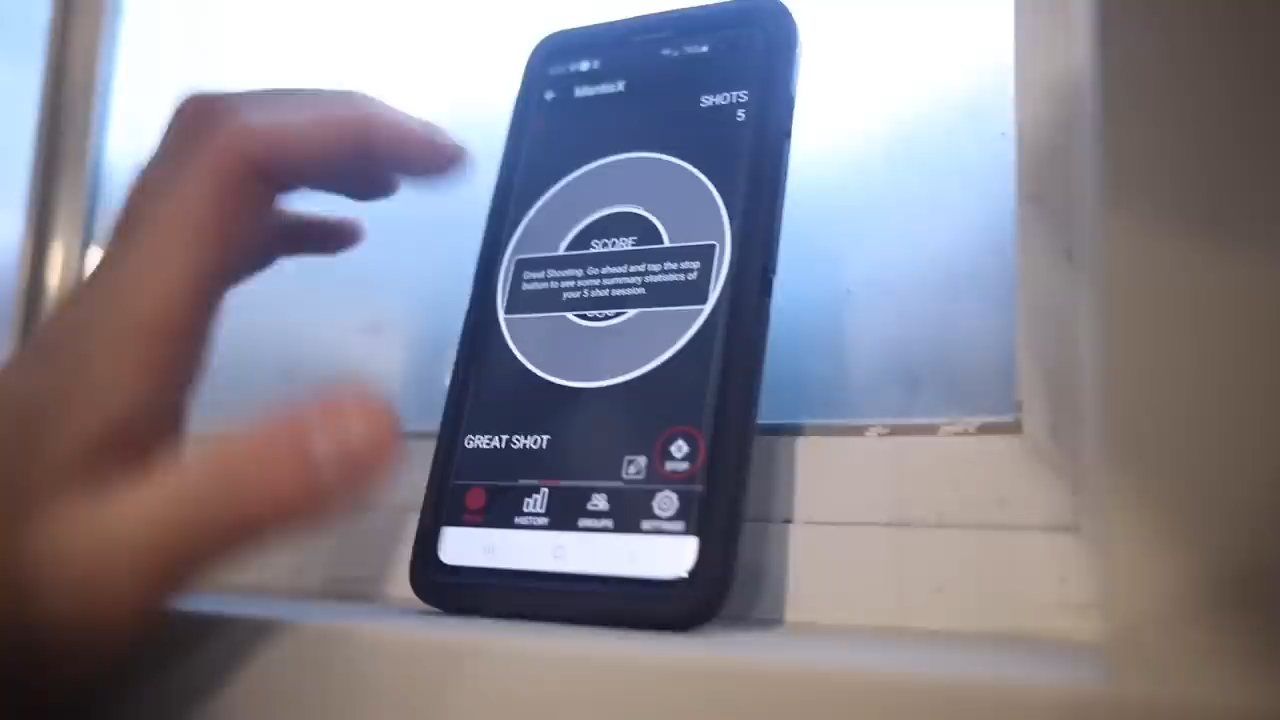 MantisX
SHOTS
5
SCORE
Great Shooting. Go ahead and tap the stop
button to see some summary statistics of
your 5 shot session.
GREAT SHOT
STOP
HISTORY
GROUPS
SETTINGS